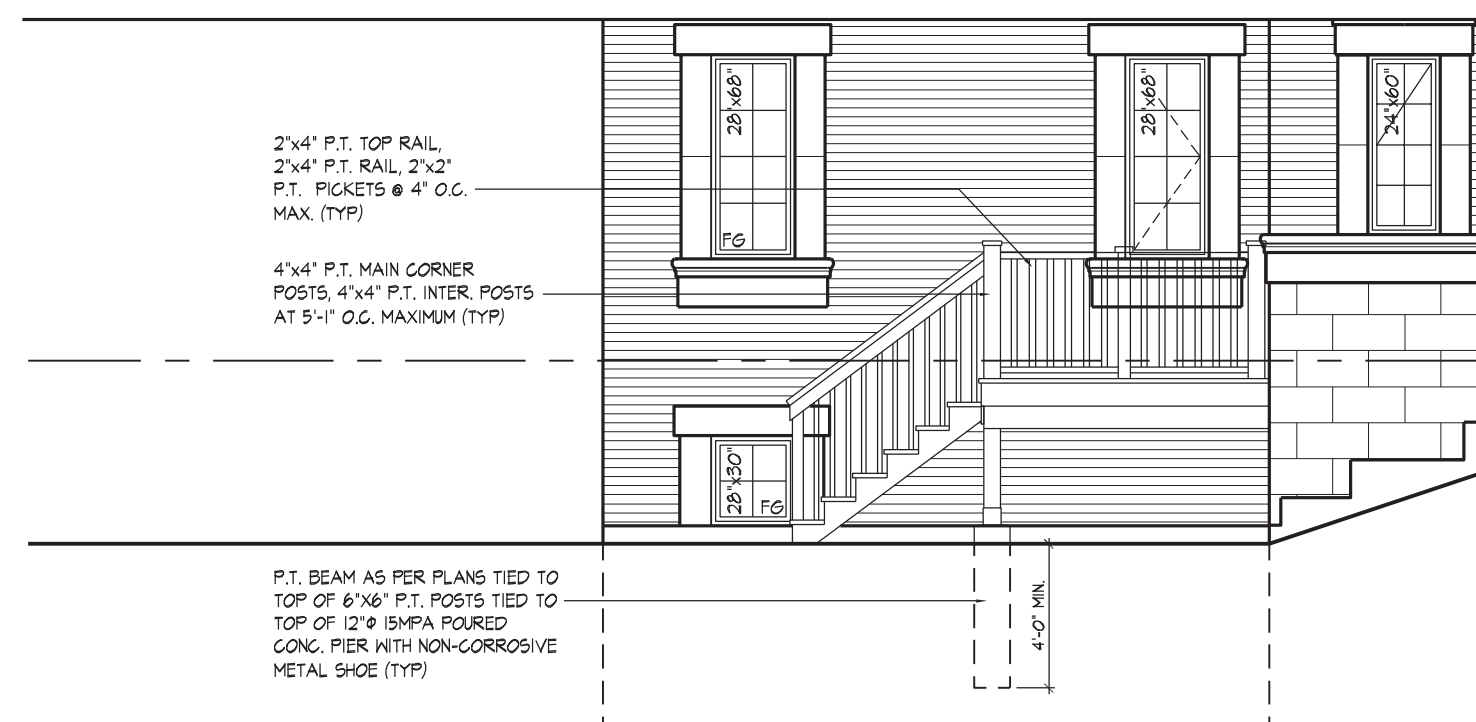 28"x68"
28"x68"
24"x60"
2"x4" P.T. TOP RAIL,
2"x4" P.T. RAIL, 2"x2"
P.T. PICKETS @ 4" O.C.
MAX. (TYP)
FG
4"x4" P.T. MAIN CORNER
POSTS, 4"x4" P.T. INTER. POSTS
AT 5'-1" O.C. MAXIMUM (TYP)
28"x30"
FG
P.T. BEAM AS PER PLANS TIED TO
TOP OF 6"X6" P.T. POSTS TIED TO
TOP OF 12"Φ 15MPA POURED
CONC. PIER WITH NON-CORROSIVE
METAL SHOE (TYP)
4'-0" MIN.